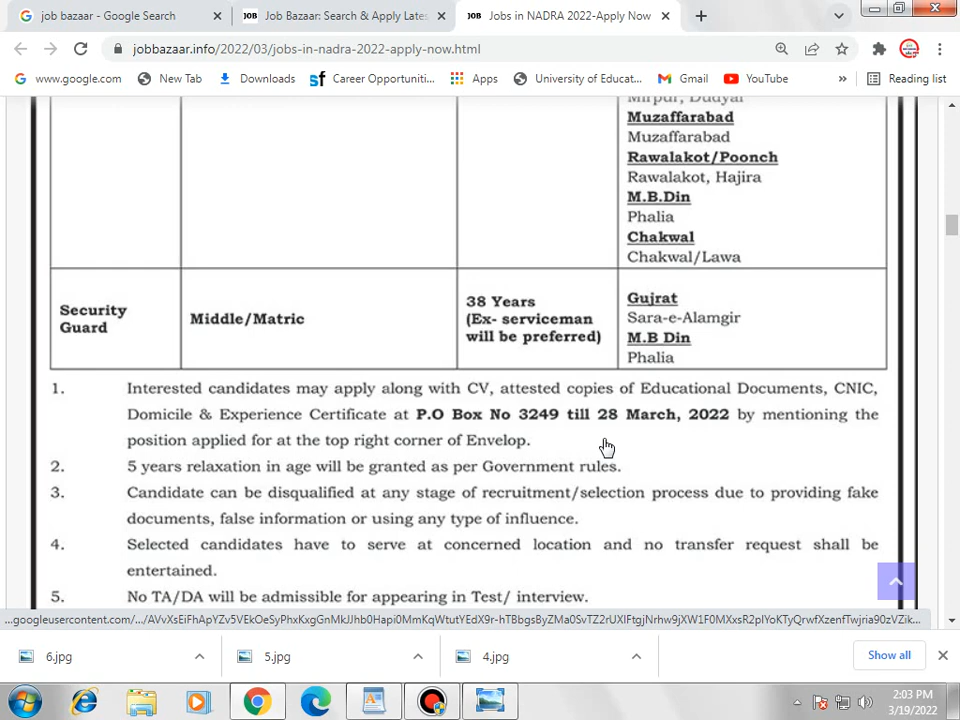 job bazaar - Google Search
Job Bazaar: Search & Apply Lates
Jobs in NADRA 2022-Apply Now
jobbazaar.info/2022/03/jobs-in-nadra-2022-apply-now.html
www.google.com
New Tab
Downloads
Career Opportuniti...
Apps
University of Educat...
Gmail
YouTube
»
Reading list
Mirpur, Dudyal
Muzaffarabad
Muzaffarabad
Rawalakot/Poonch
Rawalakot, Hajira
M.B.Din
Phalia
Chakwal
Chakwal/Lawa
Security
Guard
Middle/Matric
38 Years
(Ex- serviceman
will be preferred)
Gujrat
Sara-e-Alamgir
M.B Din
Phalia
1. Interested candidates may apply along with CV, attested copies of Educational Documents, CNIC,
Domicile & Experience Certificate at P.O Box No 3249 till 28 March, 2022 by mentioning the
position applied for at the top right corner of Envelop.
2. 5 years relaxation in age will be granted as per Government rules.
3. Candidate can be disqualified at any stage of recruitment/selection process due to providing fake
documents, false information or using any type of influence.
4. Selected candidates have to serve at concerned location and no transfer request shall be
entertained.
5. No TA/DA will be admissible for appearing in Test/ interview.
6.jpg
5.jpg
4.jpg
Show all
2:03 PM
3/19/2022